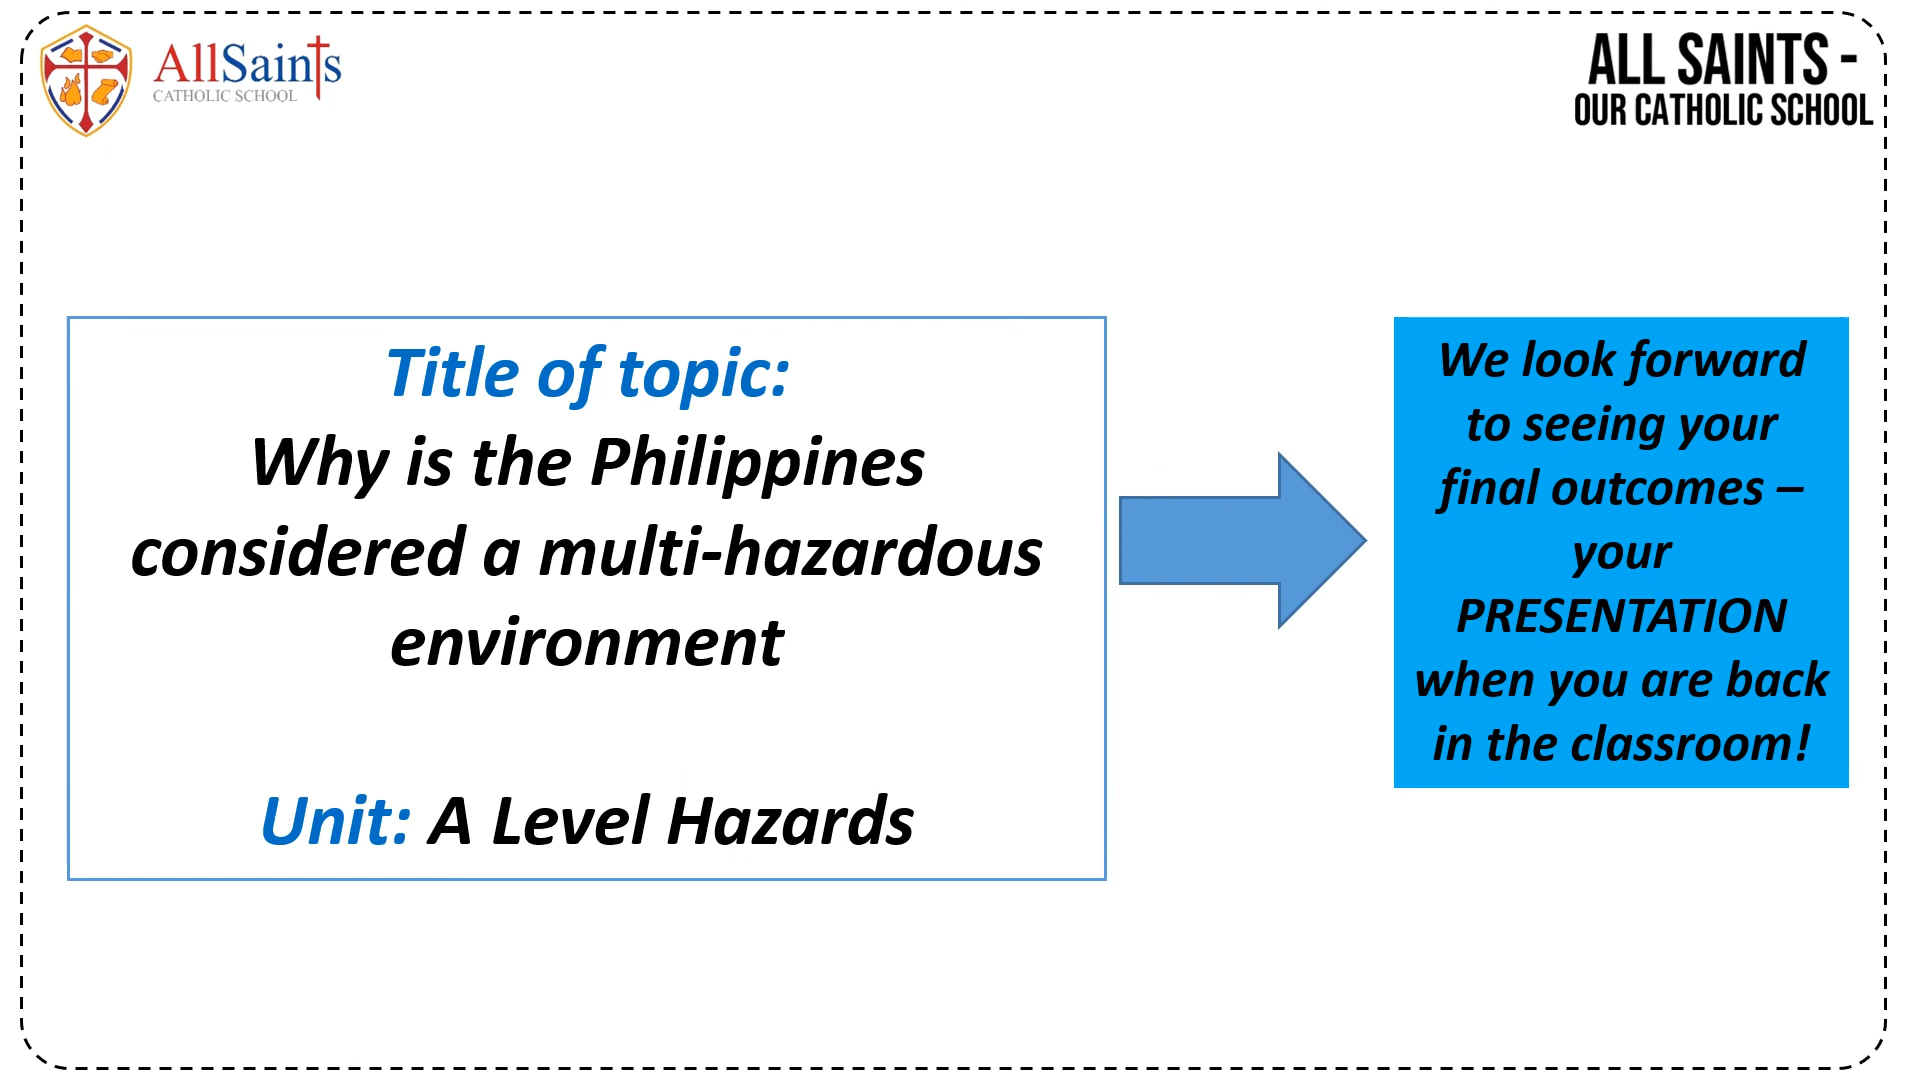 AllSaints
CATHOLIC SCHOOL
ALL SAINTS -
OUR CATHOLIC SCHOOL
Title of topic:
Why is the Philippines
considered a multi-hazardous
environment
Unit: A Level Hazards
We look forward
to seeing your
final outcomes –
your
PRESENTATION
when you are back
in the classroom!